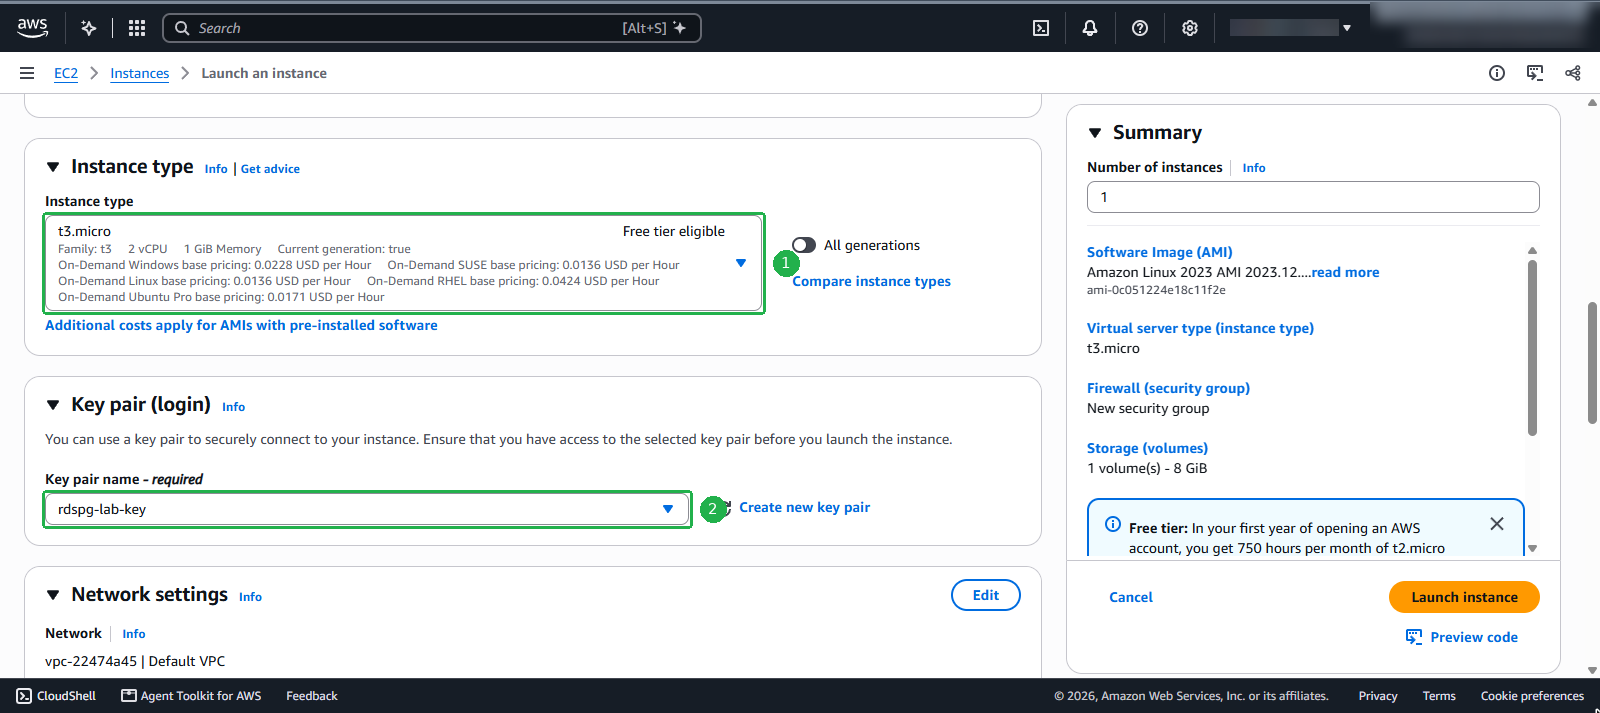 aws
Search
[Alt+S]
EC2
Instances
Launch an instance
Instance type
Info
Get advice
Instance type
t3.micro
Free tier eligible
Family: t3 2 vCPU 1 GiB Memory Current generation: true
On-Demand Windows base pricing: 0.0228 USD per Hour On-Demand SUSE base pricing: 0.0136 USD per Hour
On-Demand Linux base pricing: 0.0136 USD per Hour On-Demand RHEL base pricing: 0.0424 USD per Hour
On-Demand Ubuntu Pro base pricing: 0.0171 USD per Hour
1
All generations
Compare instance types
Additional costs apply for AMIs with pre-installed software
Key pair (login)
Info
You can use a key pair to securely connect to your instance. Ensure that you have access to the selected key pair before you launch the instance.
Key pair name - required
rdspg-lab-key
2
Create new key pair
Network settings
Info
Edit
Network
Info
vpc-22474a45 | Default VPC
Summary
Number of instances
Info
1
Software Image (AMI)
Amazon Linux 2023 AMI 2023.12....read more
ami-0c051224e18c11f2e
Virtual server type (instance type)
t3.micro
Firewall (security group)
New security group
Storage (volumes)
1 volume(s) - 8 GiB
Free tier: In your first year of opening an AWS
account, you get 750 hours per month of t2.micro
Cancel
Launch instance
Preview code
CloudShell
Agent Toolkit for AWS
Feedback
© 2026, Amazon Web Services, Inc. or its affiliates.
Privacy
Terms
Cookie preferences